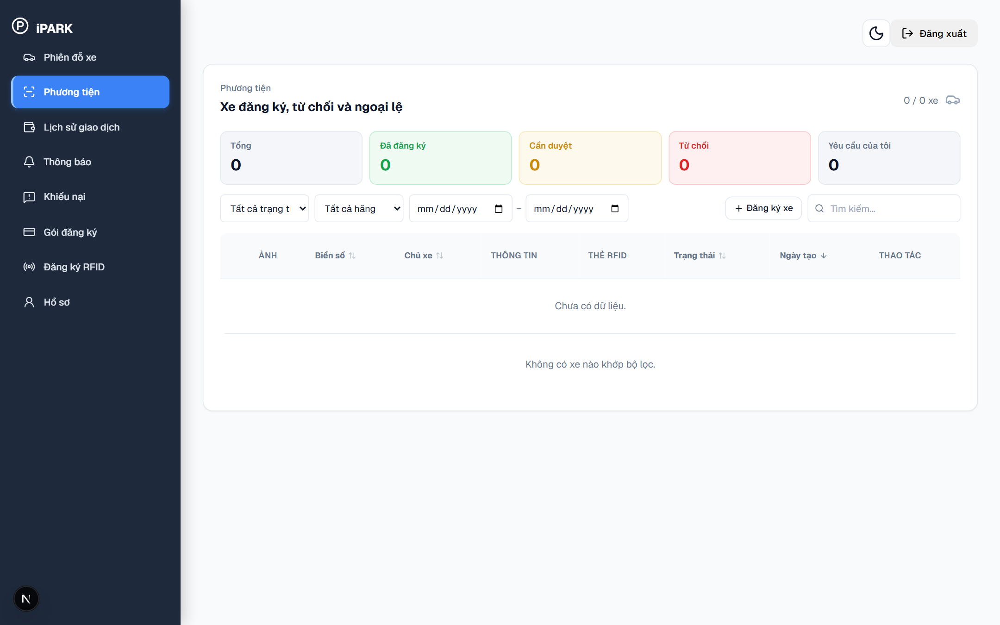 iPARK
Phiên đỗ xe
Phương tiện
Lịch sử giao dịch
Thông báo
Khiếu nại
Gói đăng ký
Đăng ký RFID
Hồ sơ
N
Đăng xuất
Phương tiện
Xe đăng ký, từ chối và ngoại lệ
0 / 0 xe
Tổng
0
Đã đăng ký
0
Cần duyệt
0
Từ chối
0
Yêu cầu của tôi
0
Tất cả trạng tl
Tất cả hãng
mm/dd/yyyy
–
mm/dd/yyyy
+ Đăng ký xe
Tìm kiếm...
ẢNH Biển số Chủ xe THÔNG TIN THẺ RFID Trạng thái Ngày tạo THAO TÁC
Chưa có dữ liệu.
Không có xe nào khớp bộ lọc.